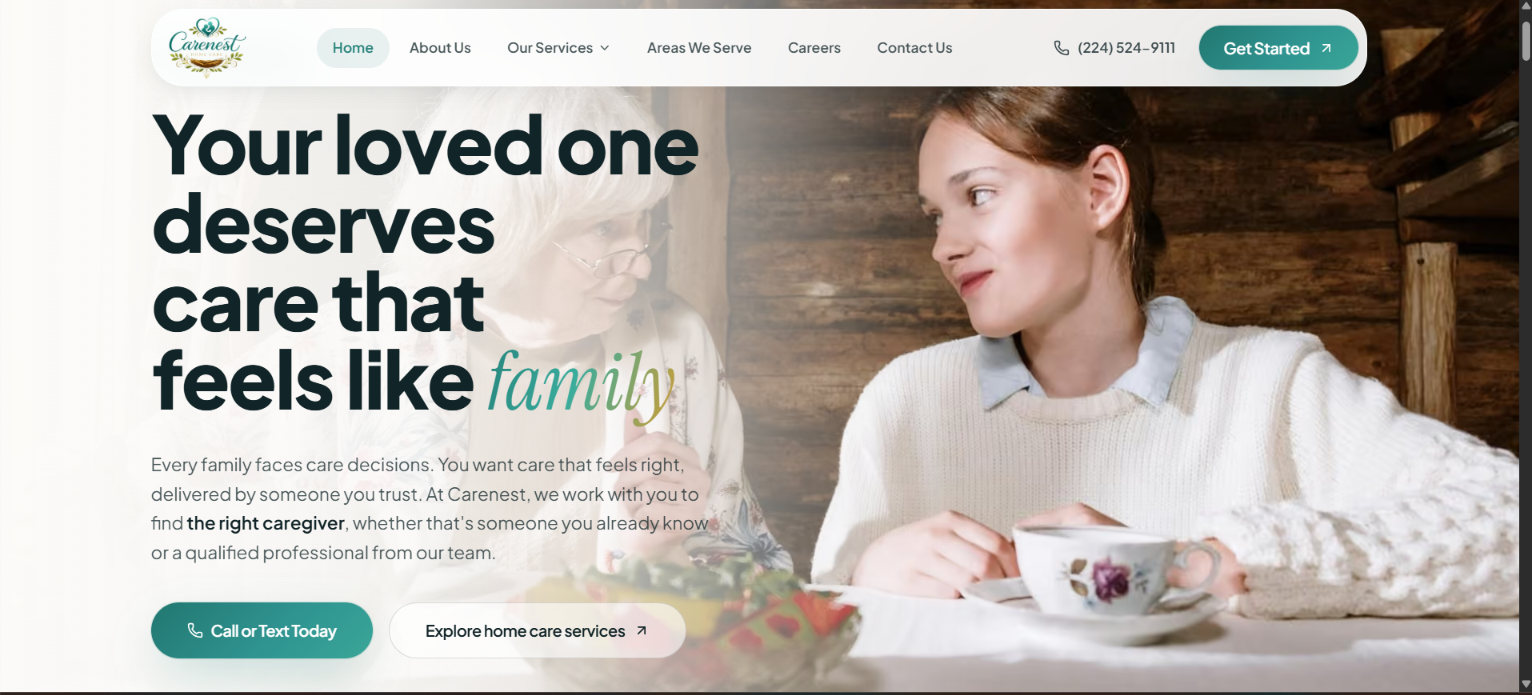 Carenest
HOME CARE
Home
About Us
Our Services
Areas We Serve
Careers
Contact Us
(224) 524-9111
Get Started
Your loved one
deserves
care that
feels like family
Every family faces care decisions. You want care that feels right,
delivered by someone you trust. At Carenest, we work with you to
find the right caregiver, whether that's someone you already know
or a qualified professional from our team.
Call or Text Today
Explore home care services